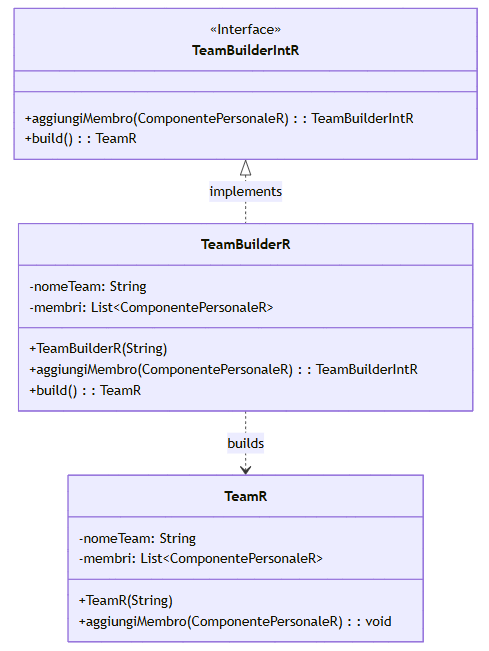 «Interface»
TeamBuilderIntR
+aggiungiMembro(ComponentePersonaleR) : : TeamBuilderIntR
+build() : : TeamR
implements
TeamBuilderR
-nomeTeam: String
-membri: List<ComponentePersonaleR>
+TeamBuilderR(String)
+aggiungiMembro(ComponentePersonaleR) : : TeamBuilderIntR
+build() : : TeamR
builds
TeamR
-nomeTeam: String
-membri: List<ComponentePersonaleR>
+TeamR(String)
+aggiungiMembro(ComponentePersonaleR) : : void